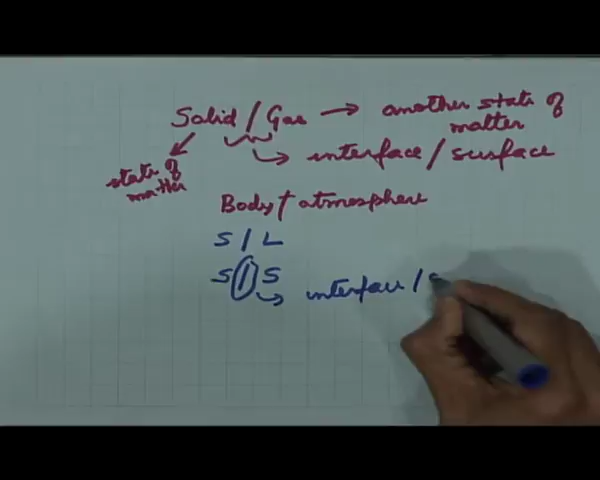 Solid / Gas → another state of
matter
state of
matter
→ interface / surface
Body / atmosphere
S / L
S / S
→ interface / s